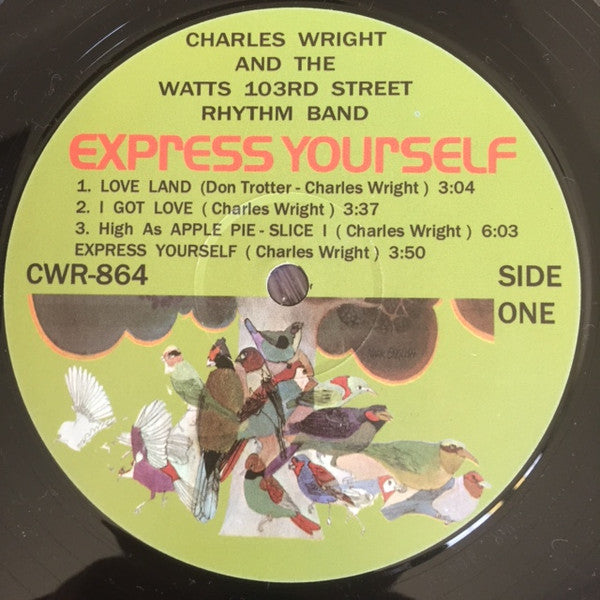 CHARLES WRIGHT
AND THE
WATTS 103RD STREET
RHYTHM BAND
EXPRESS YOURSELF
1. LOVE LAND (Don Trotter - Charles Wright ) 3:04
2. I GOT LOVE ( Charles Wright ) 3:37
3. High As APPLE PIE - SLICE I ( Charles Wright ) 6:03
EXPRESS YOURSELF ( Charles Wright ) 3:50
CWR-864
SIDE
ONE